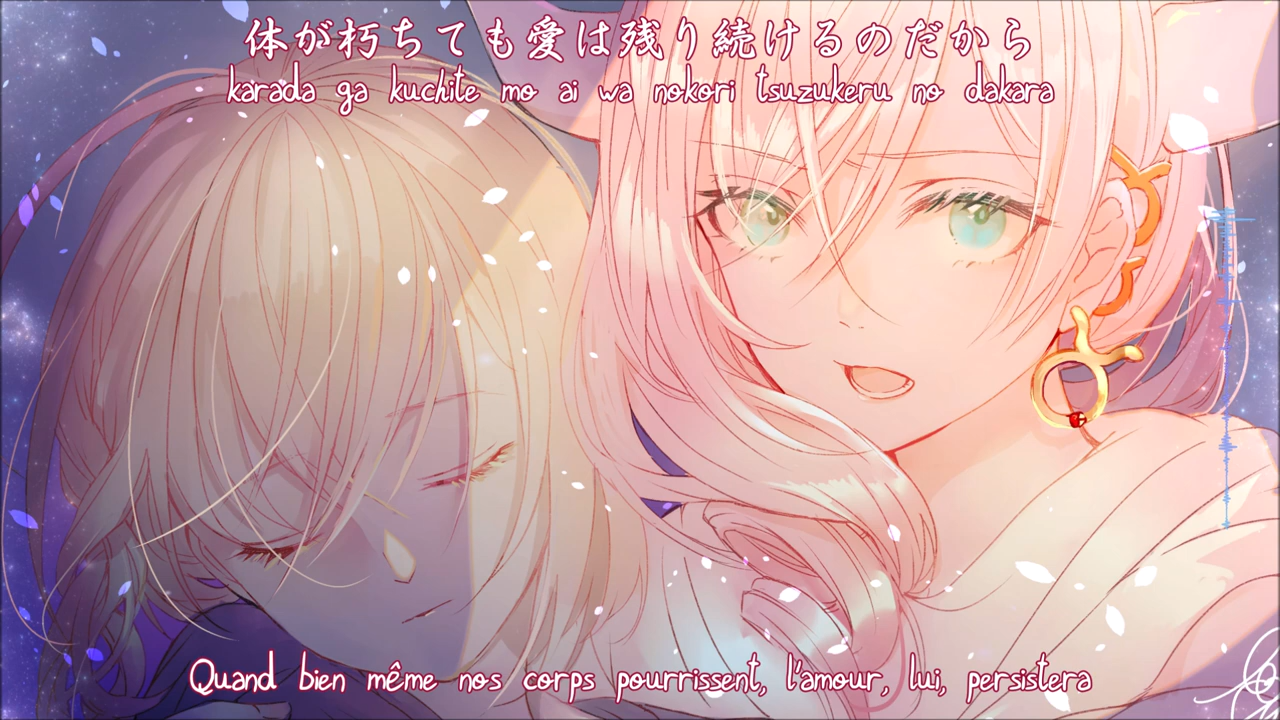 体が朽ちても愛は残り続けるのだから
karada ga kuchite mo ai wa nokori tsuzukeru no dakara
Quand bien même nos corps pourrissent, l'amour, lui, persistera